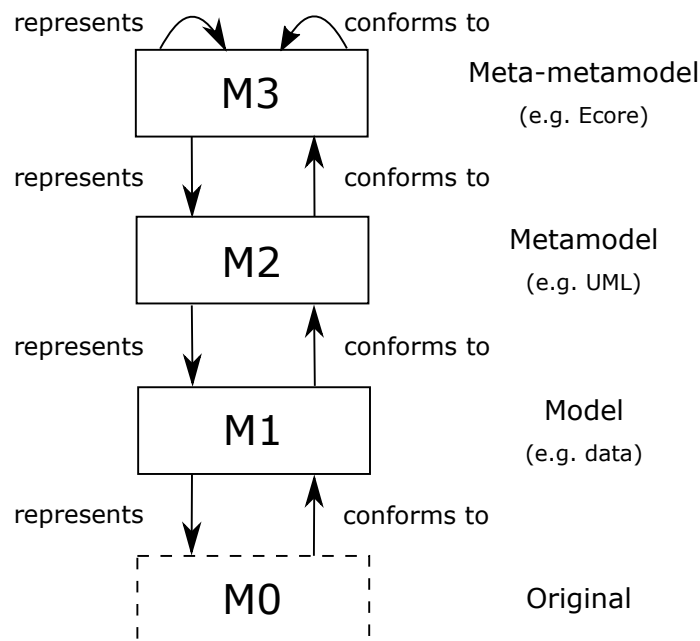 represents
conforms to
M3
Meta-metamodel
(e.g. Ecore)
represents
conforms to
M2
Metamodel
(e.g. UML)
represents
conforms to
M1
Model
(e.g. data)
represents
conforms to
M0
Original